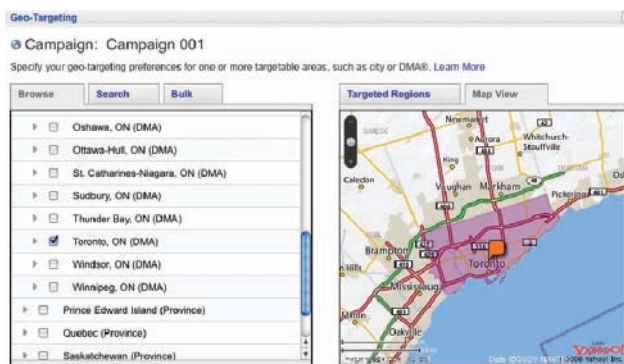 Geo-Targeting
Campaign: Campaign 001
Specify your geo-targeting preferences for one or more targetable areas, such as city or DMA®. Learn More
Browse Search Bulk
Targeted Regions Map View
Oshawa, ON (DMA)
Ottawa-Hull, ON (DMA)
St. Catharines-Niagara, ON (DMA)
Sudbury, ON (DMA)
Thunder Bay, ON (DMA)
Toronto, ON (DMA)
Windsor, ON (DMA)
Winnipeg, ON (DMA)
Prince Edward Island (Province)
Quebec (Province)
Saskatchewan (Province)
Newmarket
Aurora
Whitchurch-
Stouffville
King
Caledon
Vaughan Markham
Pickering
Brampton
Toronto
Mississauga
Milton
Oakville
YAHOO!